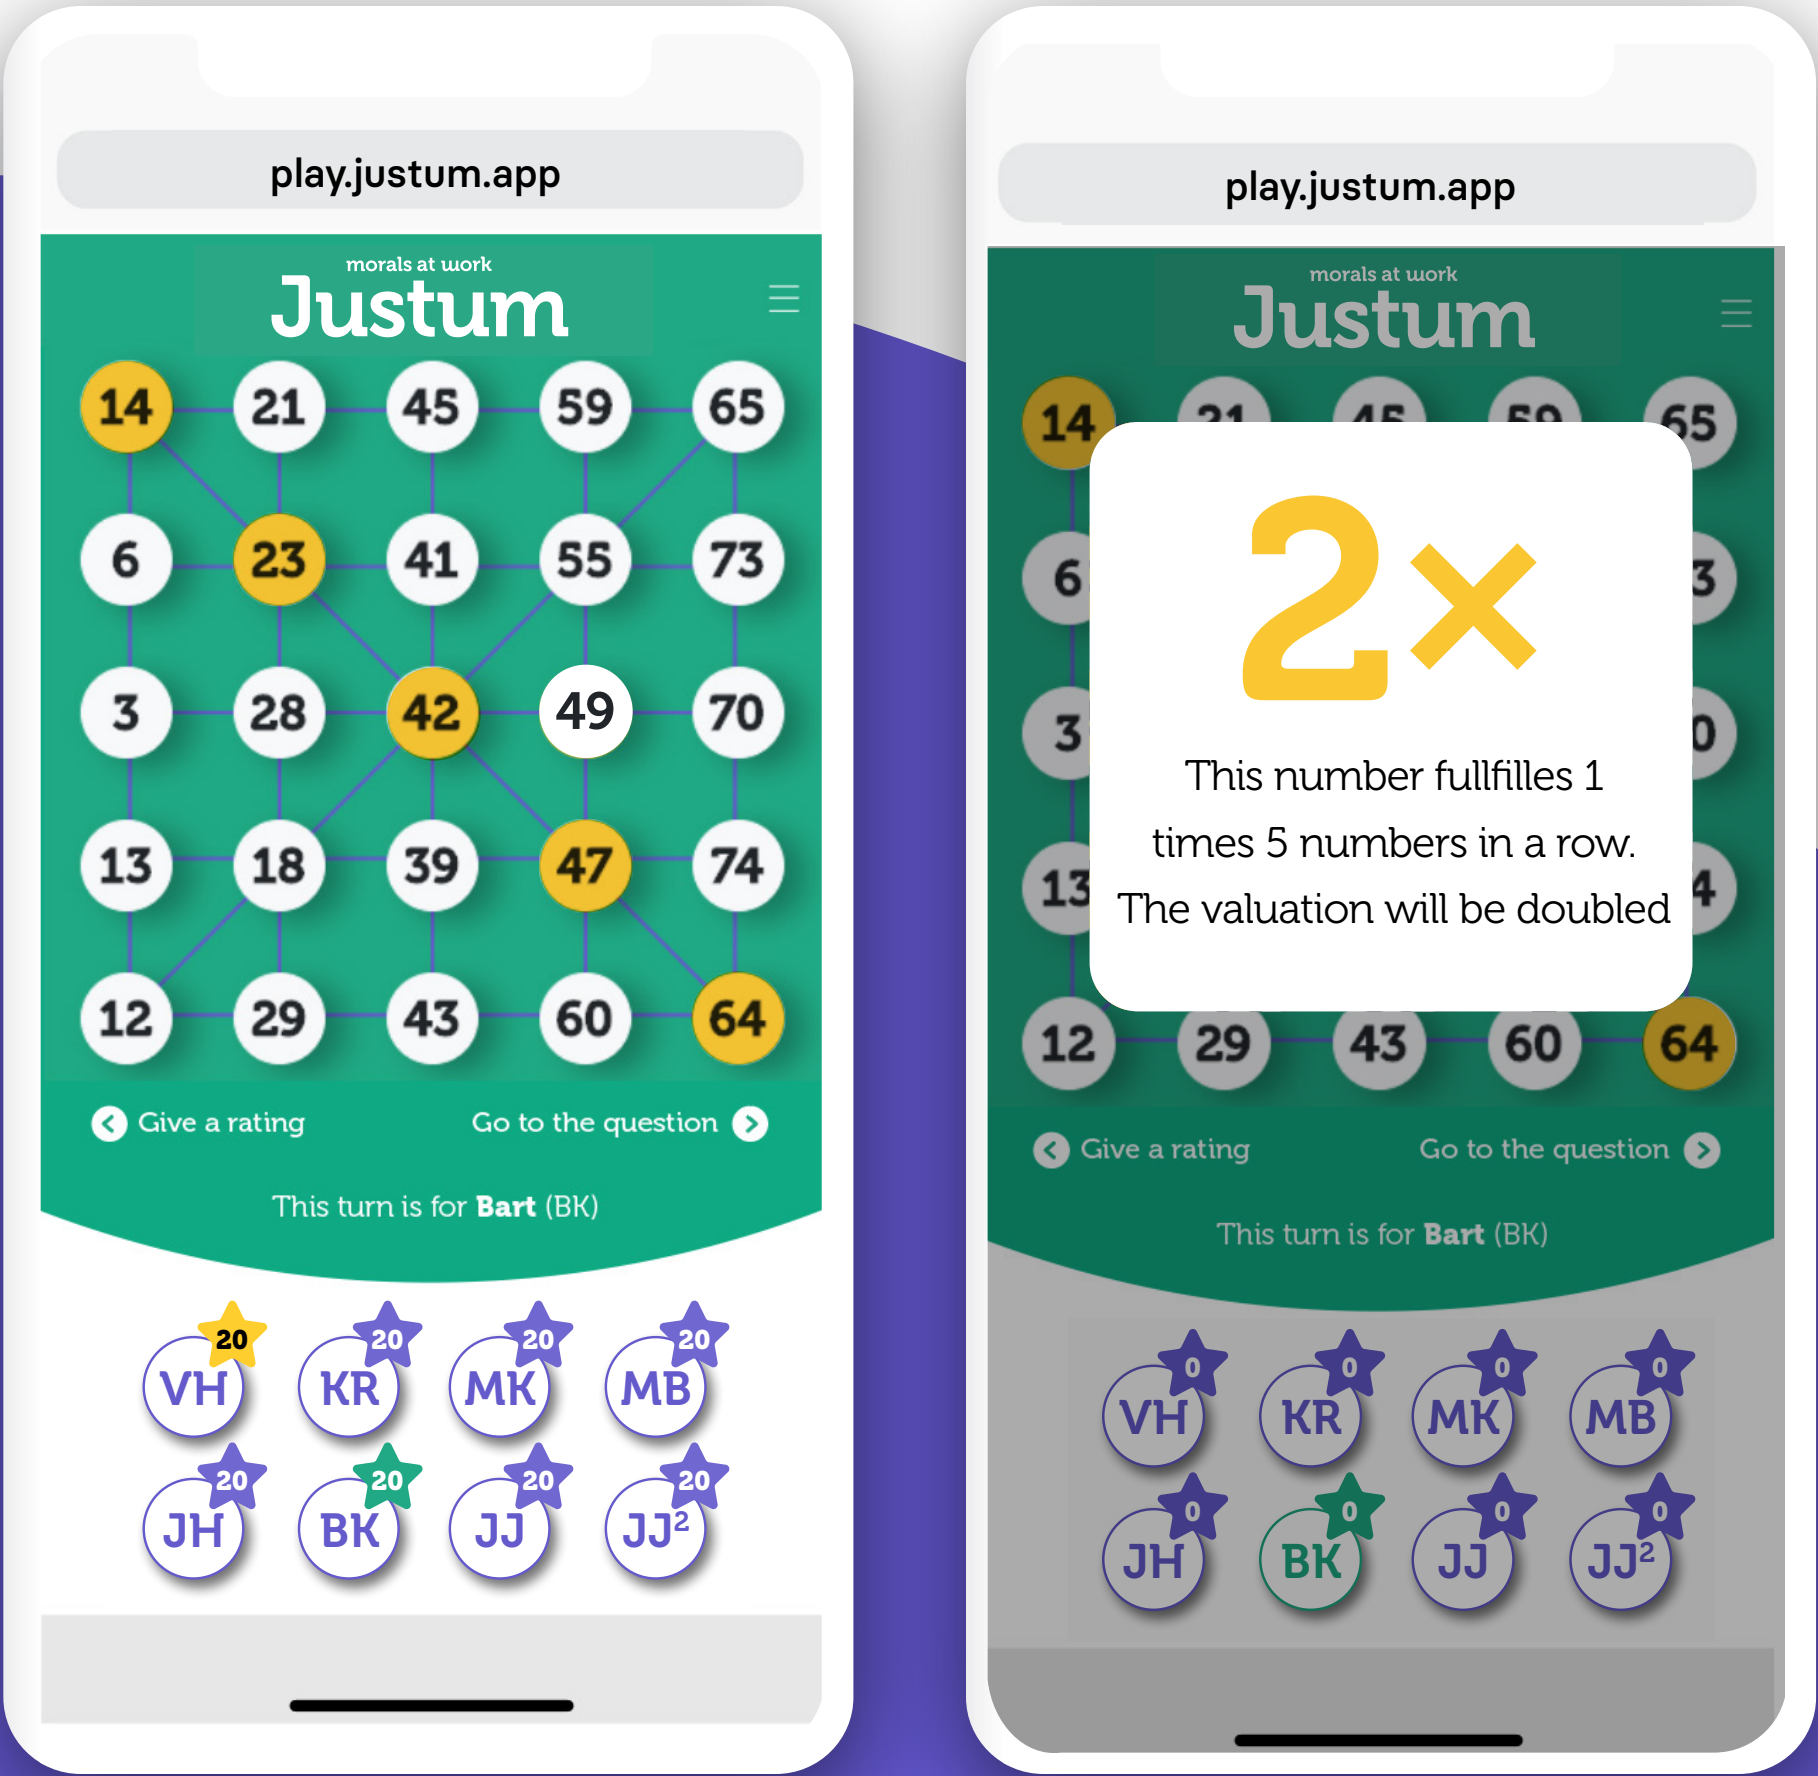 play.justum.app
morals at work
Justum
14 21 45 59 65
6 23 41 55 73
3 28 42 49 70
13 18 39 47 74
12 29 43 60 64
Give a rating
Go to the question
This turn is for Bart (BK)
20 20 20 20
VH KR MK MB
20 20 20 20
JH BK JJ JJ²
play.justum.app
morals at work
Justum
14 21 45 59 65
6
3
2×
This number fullfilles 1
times 5 numbers in a row.
The valuation will be doubled
3
0
13
4
12 29 43 60 64
Give a rating
Go to the question
This turn is for Bart (BK)
0 0 0 0
VH KR MK MB
0 0 0 0
JH BK JJ JJ²